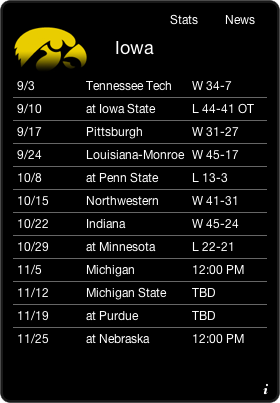 Stats News
Iowa
9/3 Tennessee Tech W 34-7
9/10 at Iowa State L 44-41 OT
9/17 Pittsburgh W 31-27
9/24 Louisiana-Monroe W 45-17
10/8 at Penn State L 13-3
10/15 Northwestern W 41-31
10/22 Indiana W 45-24
10/29 at Minnesota L 22-21
11/5 Michigan 12:00 PM
11/12 Michigan State TBD
11/19 at Purdue TBD
11/25 at Nebraska 12:00 PM
i